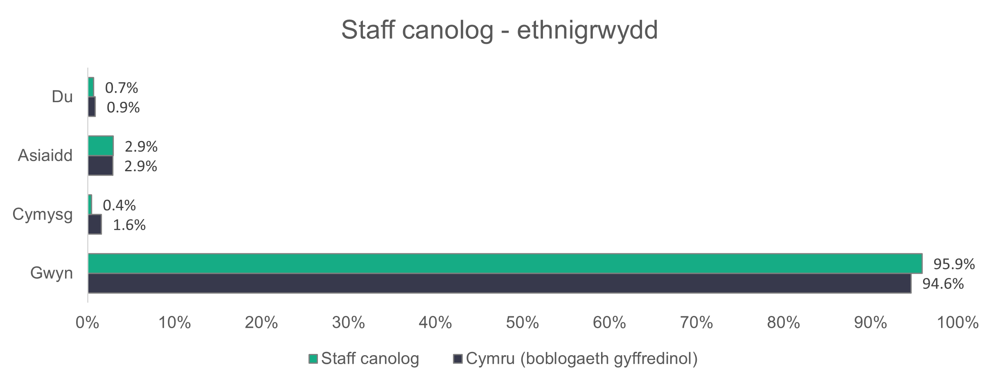 Staff canolog - ethnigrwydd
Du
0.7%
0.9%
Asiaidd
2.9%
2.9%
Cymysg
0.4%
1.6%
Gwyn
95.9%
94.6%
0% 10% 20% 30% 40% 50% 60% 70% 80% 90% 100%
Staff canolog Cymru (boblogaeth gyffredinol)